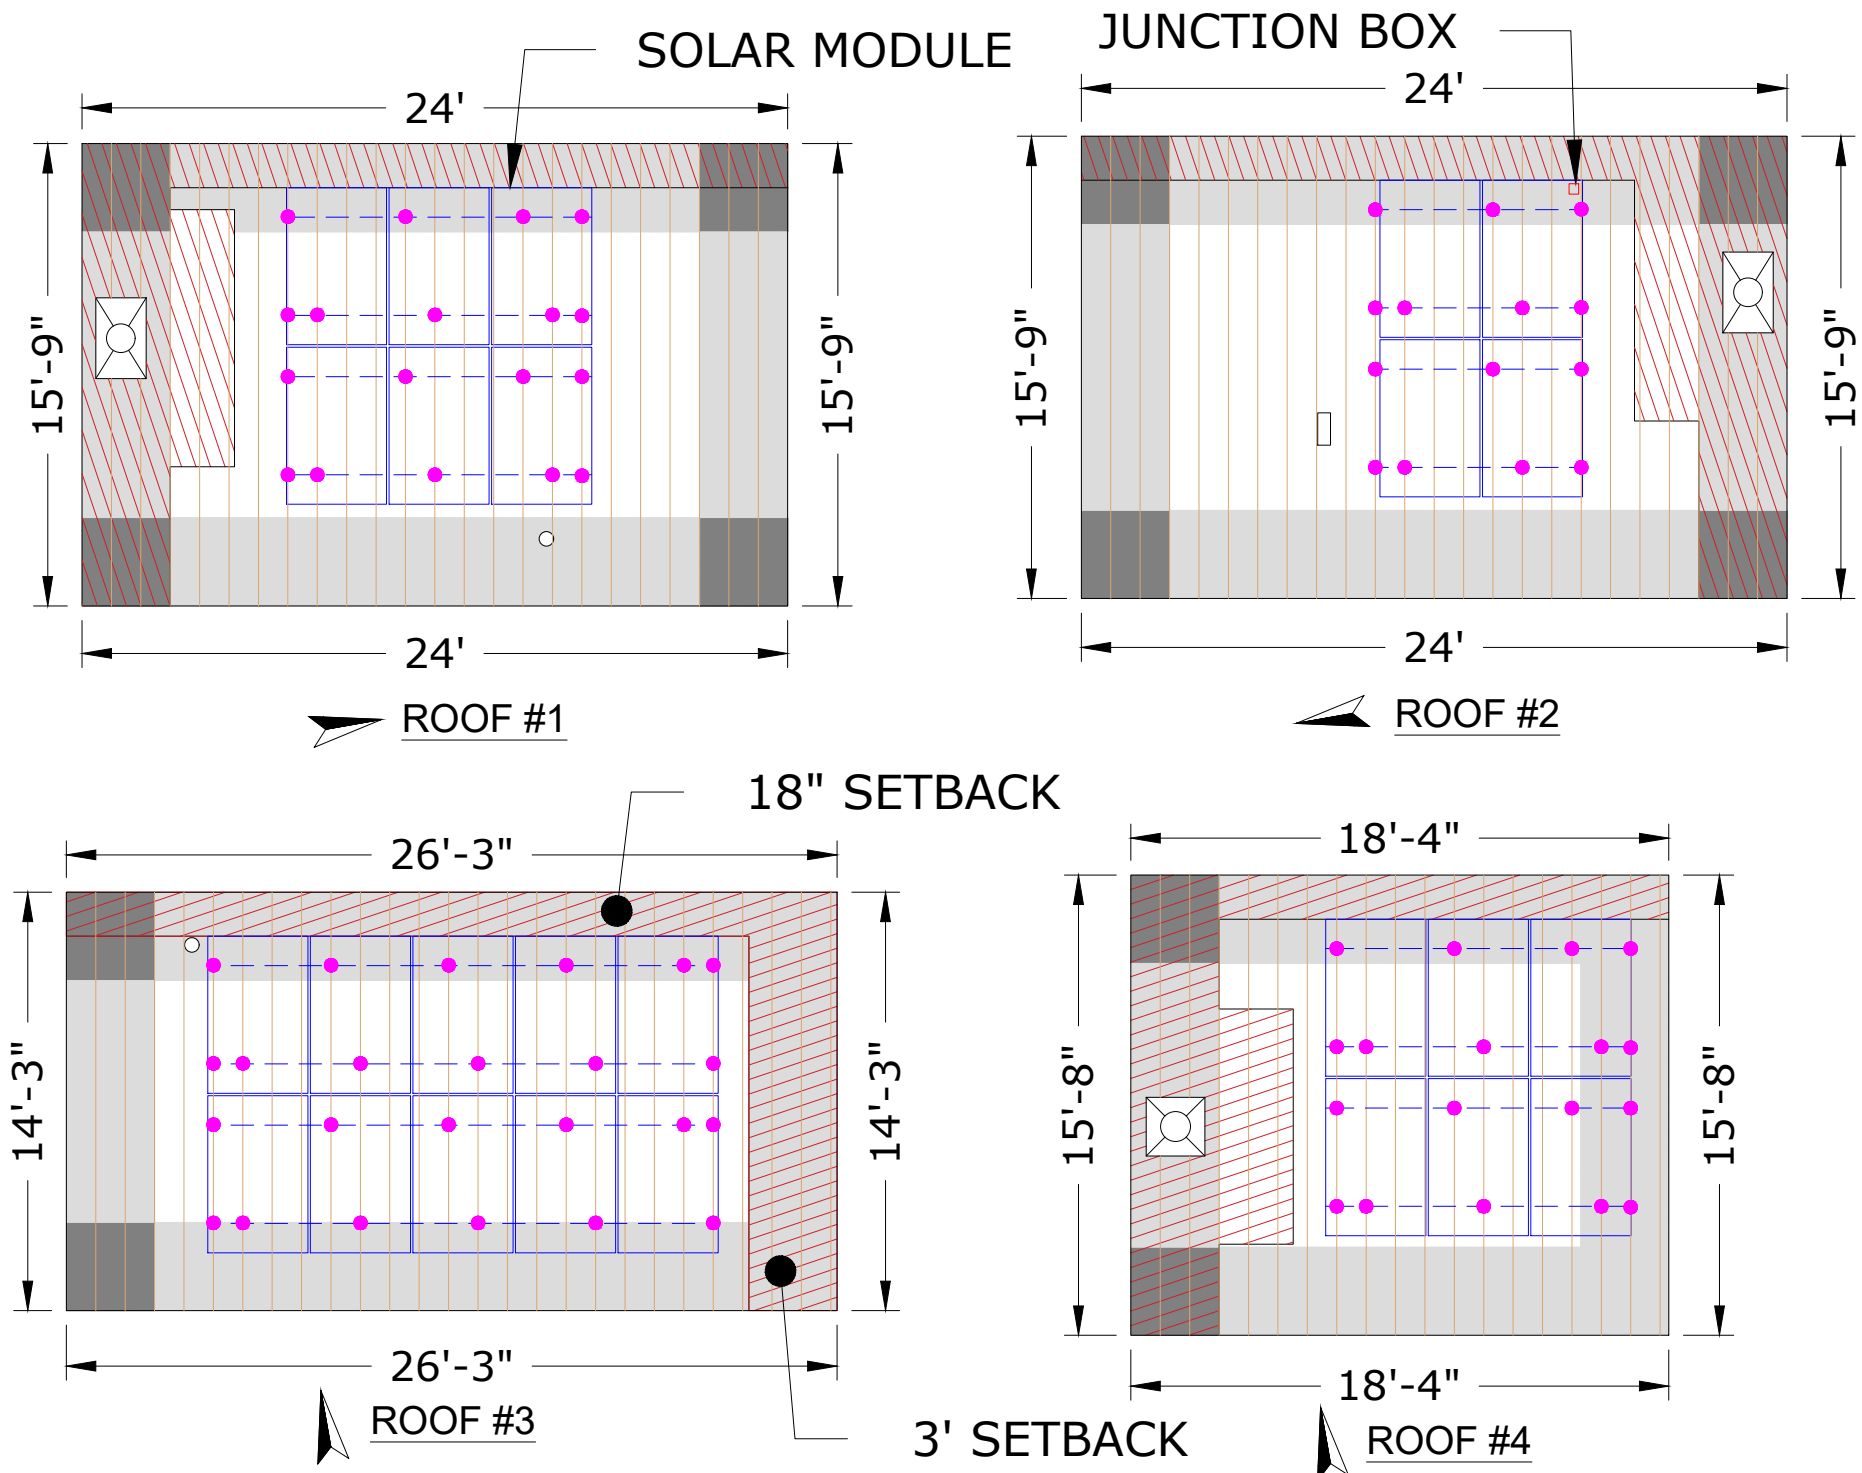 SOLAR MODULE
JUNCTION BOX
24'
24'
15'-9"
15'-9"
15'-9"
15'-9"
24'
24'
ROOF #1
ROOF #2
18" SETBACK
26'-3"
18'-4"
14'-3"
14'-3"
15'-8"
15'-8"
26'-3"
18'-4"
ROOF #3
3' SETBACK
ROOF #4